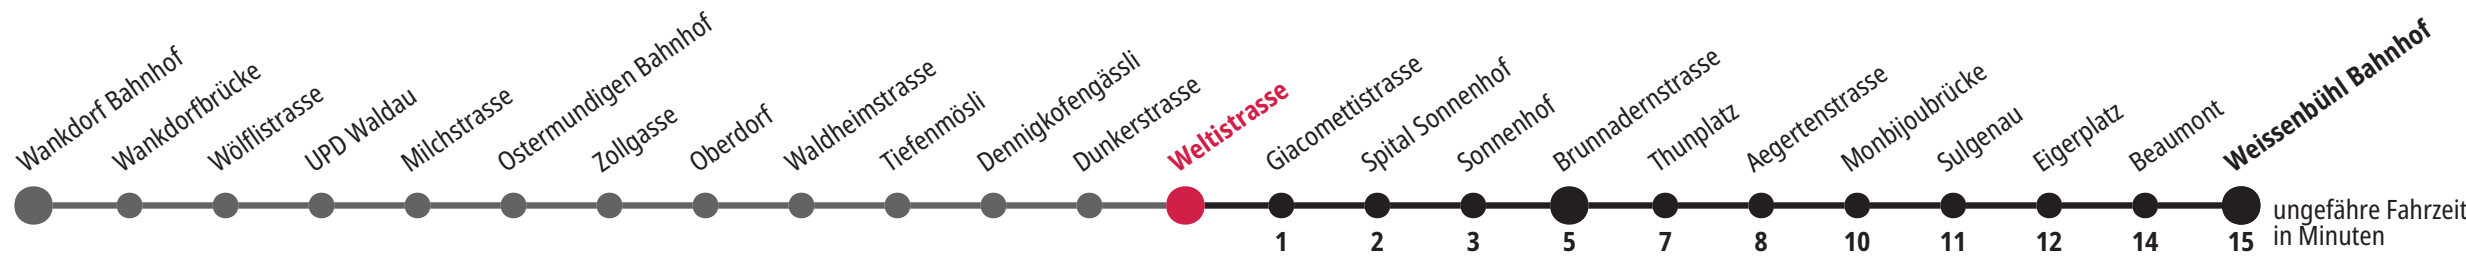 Wankdorf Bahnhof
Wankdorfbrücke
Wölflistrasse
UPD Waldau
Milchstrasse
Ostermundigen Bahnhof
Zollgasse
Oberdorf
Waldheimstrasse
Tiefenmösli
Dennigkofengässli
Dunkerstrasse
Weltistrasse
Giacomettistrasse
Spital Sonnenhof
Sonnenhof
Brunnadernstrasse
Thunplatz
Aegertenstrasse
Monbijoubrücke
Sulgenau
Eigerplatz
Beaumont
Weissenbühl Bahnhof
1 2 3 5 7 8 10 11 12 14 15
ungefähre Fahrzeit
in Minuten